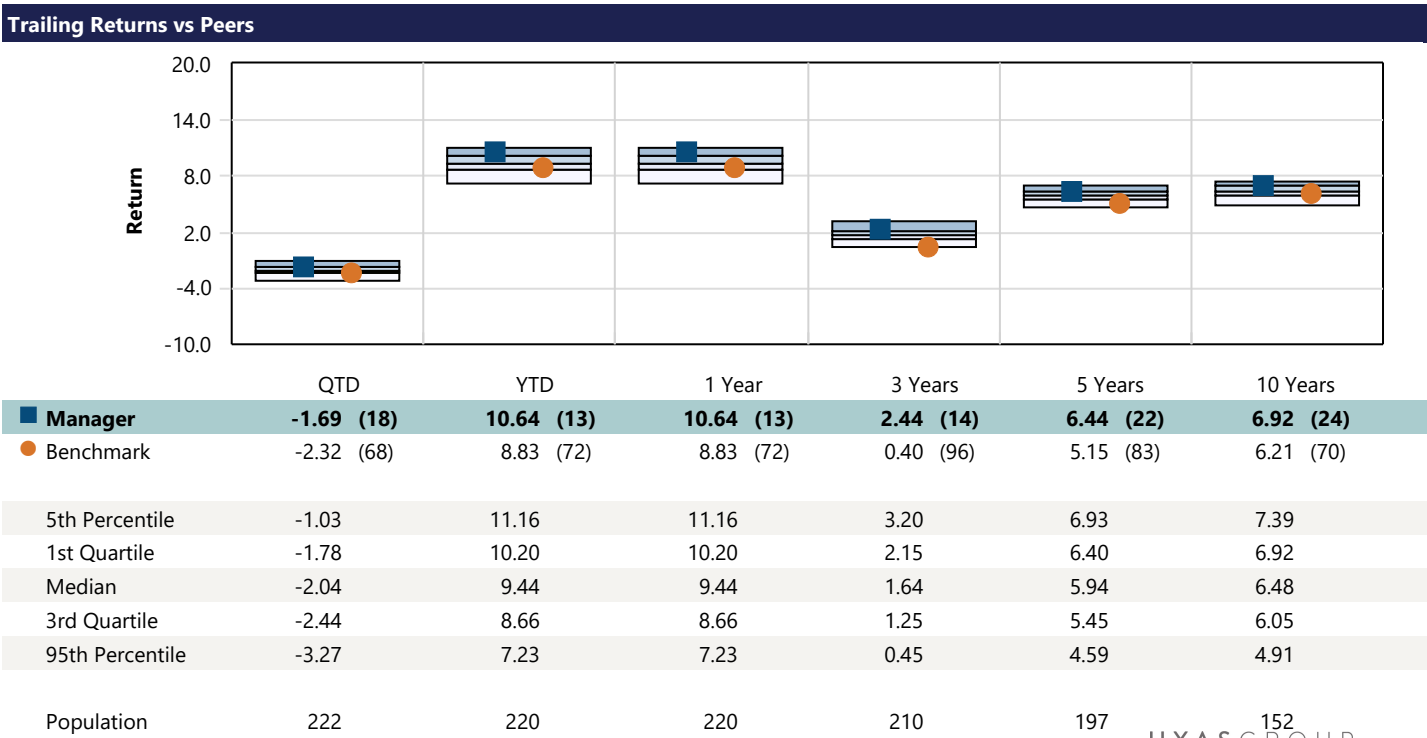 Trailing Returns vs Peers
20.0
14.0
8.0
2.0
-4.0
-10.0
Return
QTD YTD 1 Year 3 Years 5 Years 10 Years
Manager -1.69 (18) 10.64 (13) 10.64 (13) 2.44 (14) 6.44 (22) 6.92 (24)
Benchmark -2.32 (68) 8.83 (72) 8.83 (72) 0.40 (96) 5.15 (83) 6.21 (70)
5th Percentile -1.03 11.16 11.16 3.20 6.93 7.39
1st Quartile -1.78 10.20 10.20 2.15 6.40 6.92
Median -2.04 9.44 9.44 1.64 5.94 6.48
3rd Quartile -2.44 8.66 8.66 1.25 5.45 6.05
95th Percentile -3.27 7.23 7.23 0.45 4.59 4.91
Population 222 220 220 210 197 152
GROUP